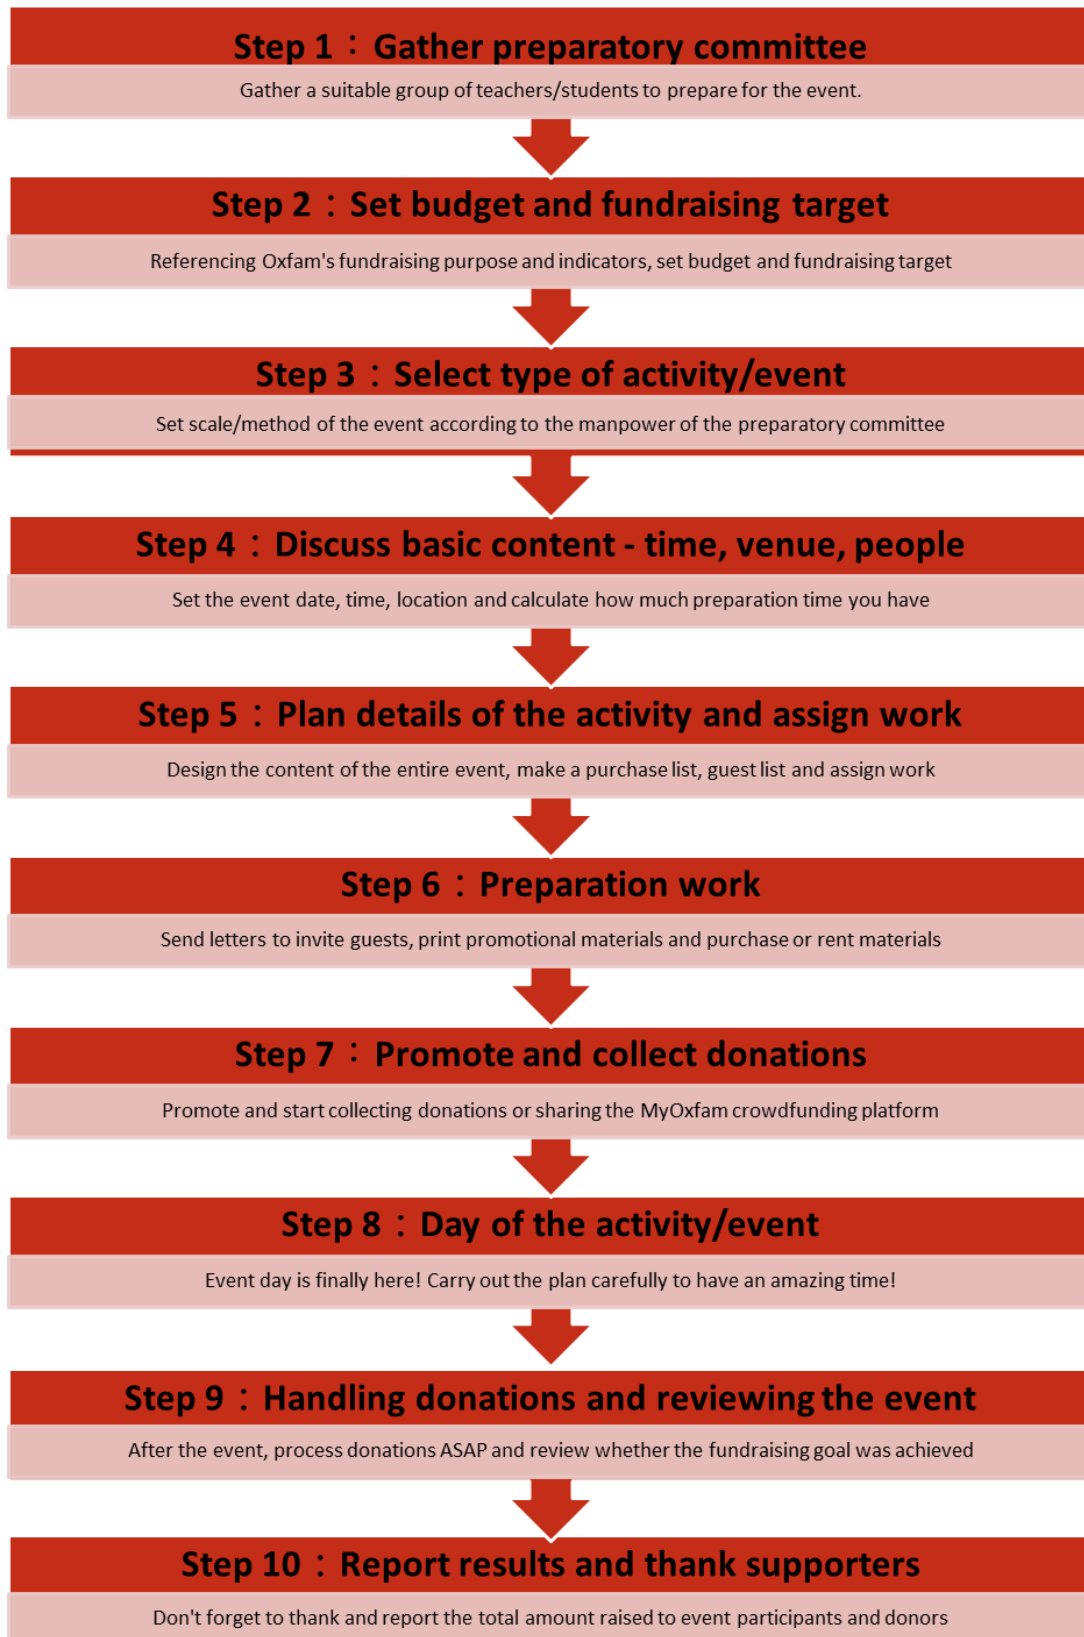 Step 1：Gather preparatory committee
Gather a suitable group of teachers/students to prepare for the event.
Step 2：Set budget and fundraising target
Referencing Oxfam's fundraising purpose and indicators, set budget and fundraising target
Step 3：Select type of activity/event
Set scale/method of the event according to the manpower of the preparatory committee
Step 4：Discuss basic content - time, venue, people
Set the event date, time, location and calculate how much preparation time you have
Step 5：Plan details of the activity and assign work
Design the content of the entire event, make a purchase list, guest list and assign work
Step 6：Preparation work
Send letters to invite guests, print promotional materials and purchase or rent materials
Step 7：Promote and collect donations
Promote and start collecting donations or sharing the MyOxfam crowdfunding platform
Step 8：Day of the activity/event
Event day is finally here! Carry out the plan carefully to have an amazing time!
Step 9：Handling donations and reviewing the event
After the event, process donations ASAP and review whether the fundraising goal was achieved
Step 10：Report results and thank supporters
Don't forget to thank and report the total amount raised to event participants and donors